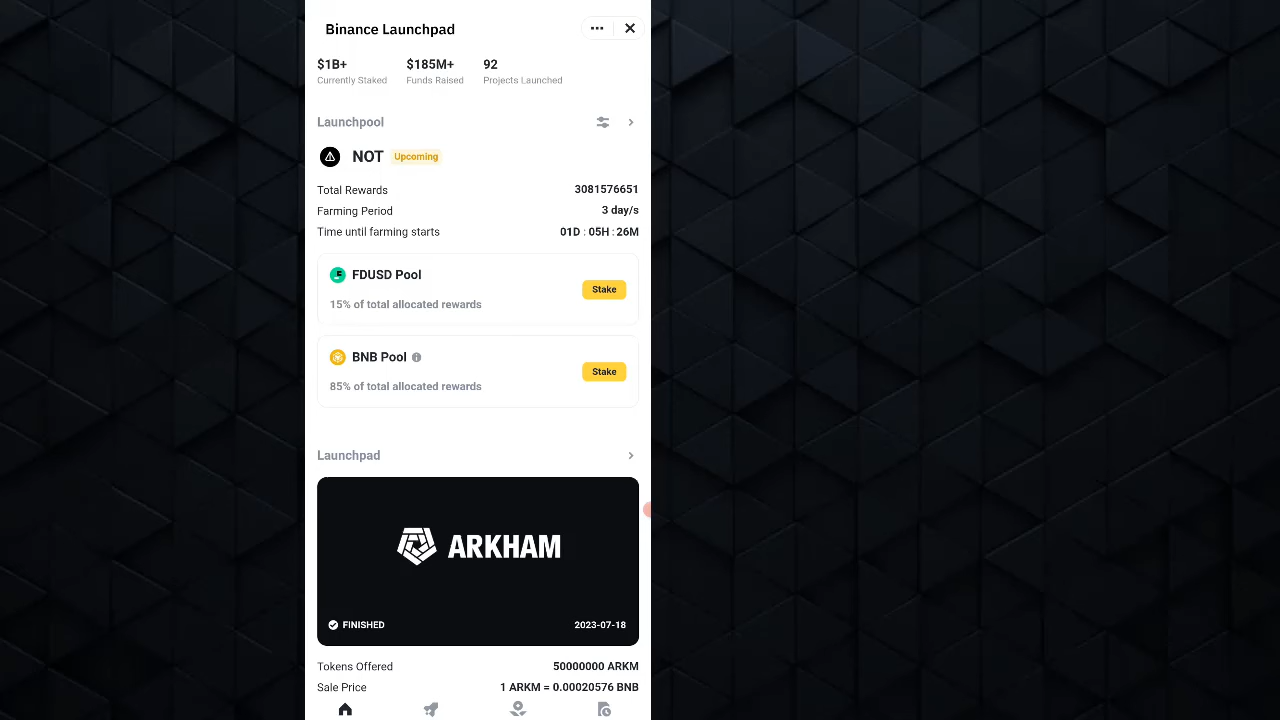 Binance Launchpad
$1B+ $185M+ 92
Currently Staked Funds Raised Projects Launched
Launchpool
NOT Upcoming
Total Rewards 3081576651
Farming Period 3 day/s
Time until farming starts 01D : 05H : 26M
FDUSD Pool
Stake
15% of total allocated rewards
BNB Pool
Stake
85% of total allocated rewards
Launchpad
ARKHAM
FINISHED 2023-07-18
Tokens Offered 50000000 ARKM
Sale Price 1 ARKM = 0.00020576 BNB